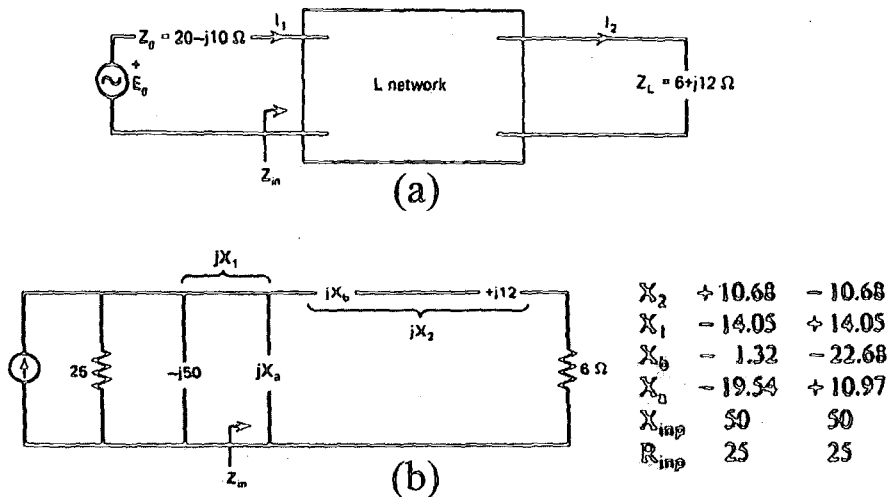 Z₀ = 20−j10 Ω
I₁
I₂
+
E₀
L network
Z_L = 6+j12 Ω
Z_in
(a)
jX₁
jX_b
+j12
jX₂
25
−j50
jX_a
6 Ω
Z_in
(b)
X₂ +10.68 −10.68
X₁ −14.05 +14.05
X_b − 1.32 −22.68
X_a −19.54 +10.97
X_inp 50 50
R_inp 25 25